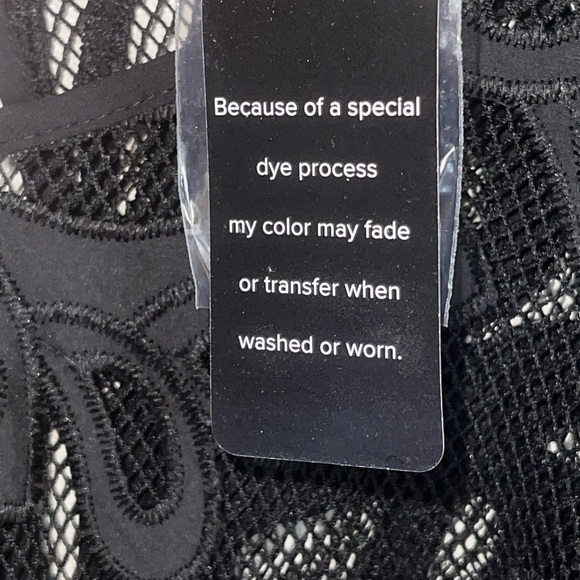 Because of a special
dye process
my color may fade
or transfer when
washed or worn.